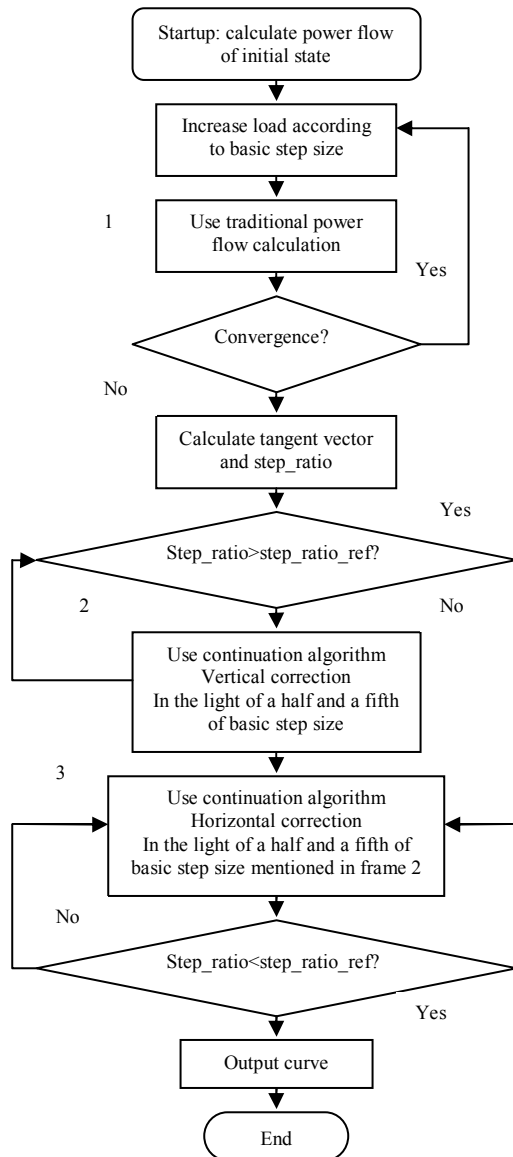 Startup: calculate power flow
of initial state
Increase load according
to basic step size
1
Use traditional power
flow calculation
Yes
Convergence?
No
Calculate tangent vector
and step_ratio
Yes
Step_ratio>step_ratio_ref?
2
No
Use continuation algorithm
Vertical correction
In the light of a half and a fifth
of basic step size
3
Use continuation algorithm
Horizontal correction
In the light of a half and a fifth of
basic step size mentioned in frame 2
No
Step_ratio<step_ratio_ref?
Yes
Output curve
End